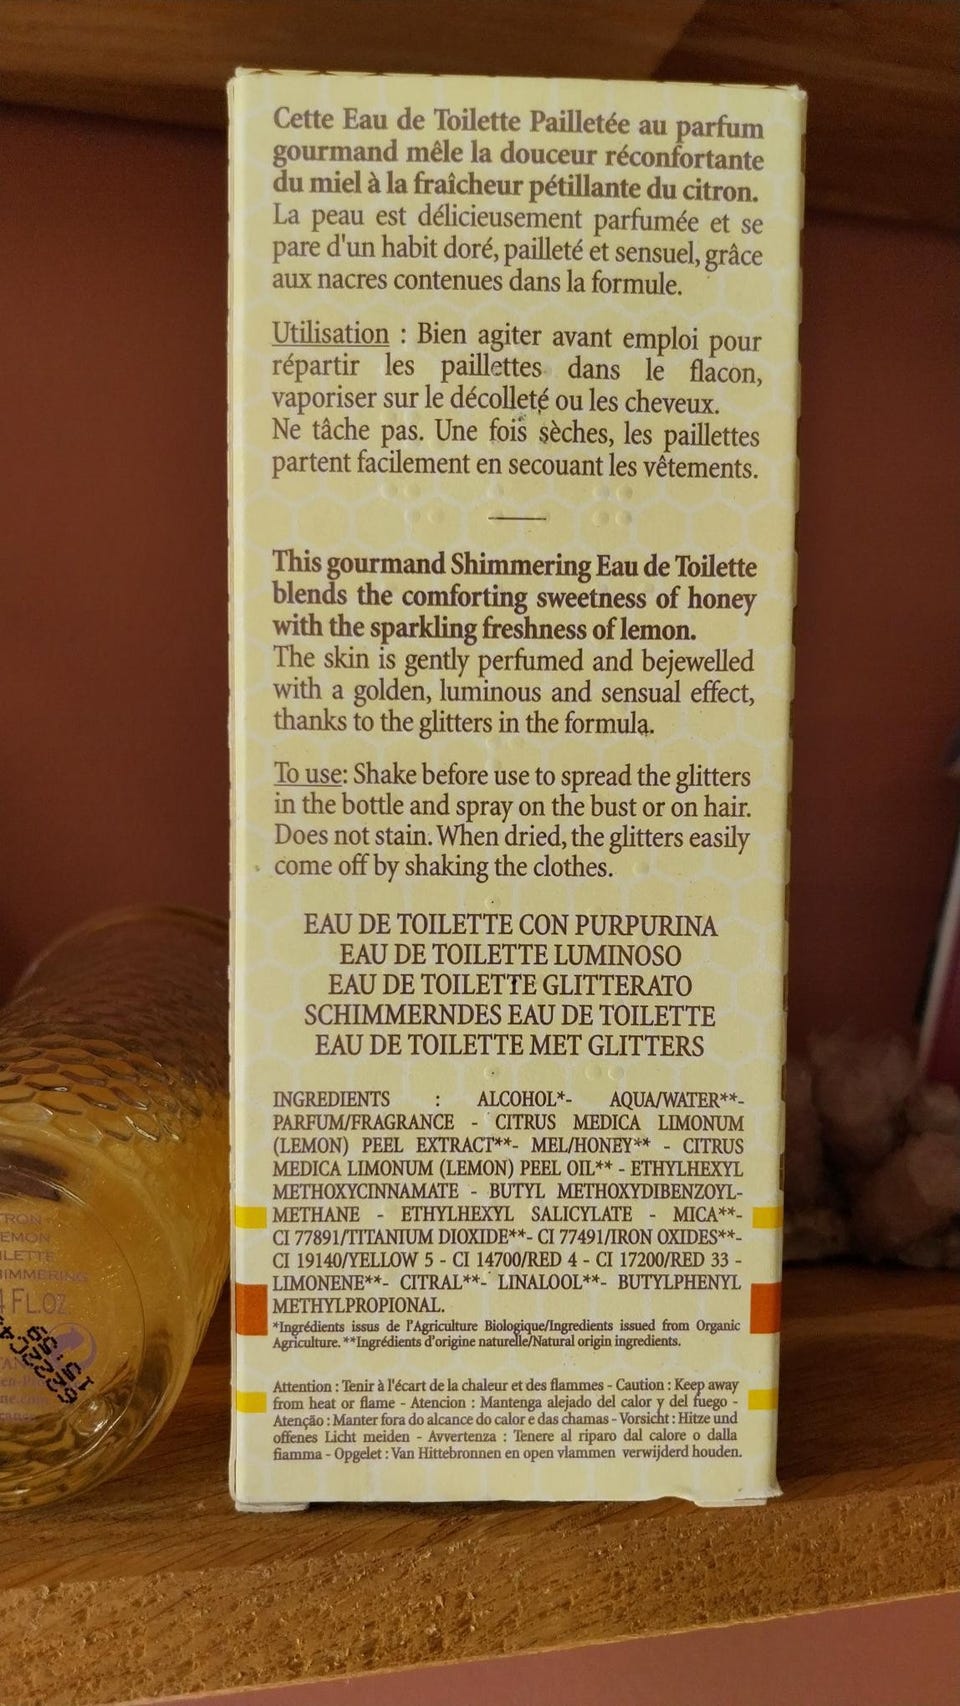 Cette Eau de Toilette Pailletée au parfum
gourmand mêle la douceur réconfortante
du miel à la fraîcheur pétillante du citron.
La peau est délicieusement parfumée et se
pare d'un habit doré, pailleté et sensuel, grâce
aux nacres contenues dans la formule.
Utilisation : Bien agiter avant emploi pour
répartir les paillettes dans le flacon,
vaporiser sur le décolleté ou les cheveux.
Ne tâche pas. Une fois sèches, les paillettes
partent facilement en secouant les vêtements.
This gourmand Shimmering Eau de Toilette
blends the comforting sweetness of honey
with the sparkling freshness of lemon.
The skin is gently perfumed and bejewelled
with a golden, luminous and sensual effect,
thanks to the glitters in the formula.
To use: Shake before use to spread the glitters
in the bottle and spray on the bust or on hair.
Does not stain. When dried, the glitters easily
come off by shaking the clothes.
EAU DE TOILETTE CON PURPURINA
EAU DE TOILETTE LUMINOSO
EAU DE TOILETTE GLITTERATO
SCHIMMERNDES EAU DE TOILETTE
EAU DE TOILETTE MET GLITTERS
INGREDIENTS : ALCOHOL*- AQUA/WATER**-
PARFUM/FRAGRANCE - CITRUS MEDICA LIMONUM
(LEMON) PEEL EXTRACT**- MEL/HONEY** - CITRUS
MEDICA LIMONUM (LEMON) PEEL OIL** - ETHYLHEXYL
METHOXYCINNAMATE - BUTYL METHOXYDIBENZOYL-
METHANE - ETHYLHEXYL SALICYLATE - MICA**-
CI 77891/TITANIUM DIOXIDE**- CI 77491/IRON OXIDES**-
CI 19140/YELLOW 5 - CI 14700/RED 4 - CI 17200/RED 33 -
LIMONENE**- CITRAL**- LINALOOL**- BUTYLPHENYL
METHYLPROPIONAL.
*Ingrédients issus de l'Agriculture Biologique/Ingredients issued from Organic
Agriculture. **Ingrédients d'origine naturelle/Natural origin ingredients.
Attention : Tenir à l'écart de la chaleur et des flammes - Caution : Keep away
from heat or flame - Atencion : Mantenga alejado del calor y del fuego -
Atenção : Manter fora do alcance do calor e das chamas - Vorsicht : Hitze und
offenes Licht meiden - Avvertenza : Tenere al riparo dal calore o dalla
fiamma - Opgelet : Van Hittebronnen en open vlammen verwijderd houden.
TRON
EMON
ILETTE
IMMERING
FL.OZ
15:59